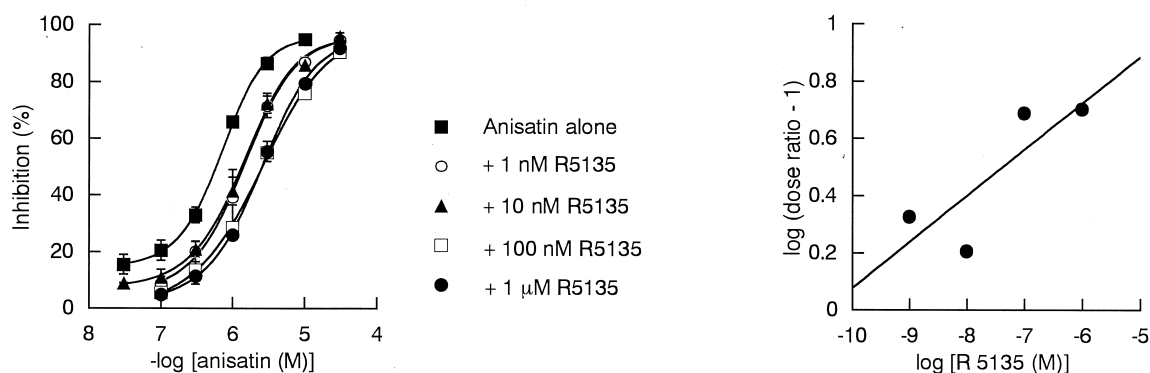 100
80
60
40
20
0
Inhibition (%)
8 7 6 5 4
-log [anisatin (M)]
Anisatin alone
+ 1 nM R5135
+ 10 nM R5135
+ 100 nM R5135
+ 1 μM R5135
1
0.8
0.6
0.4
0.2
0
log (dose ratio - 1)
-10 -9 -8 -7 -6 -5
log [R 5135 (M)]